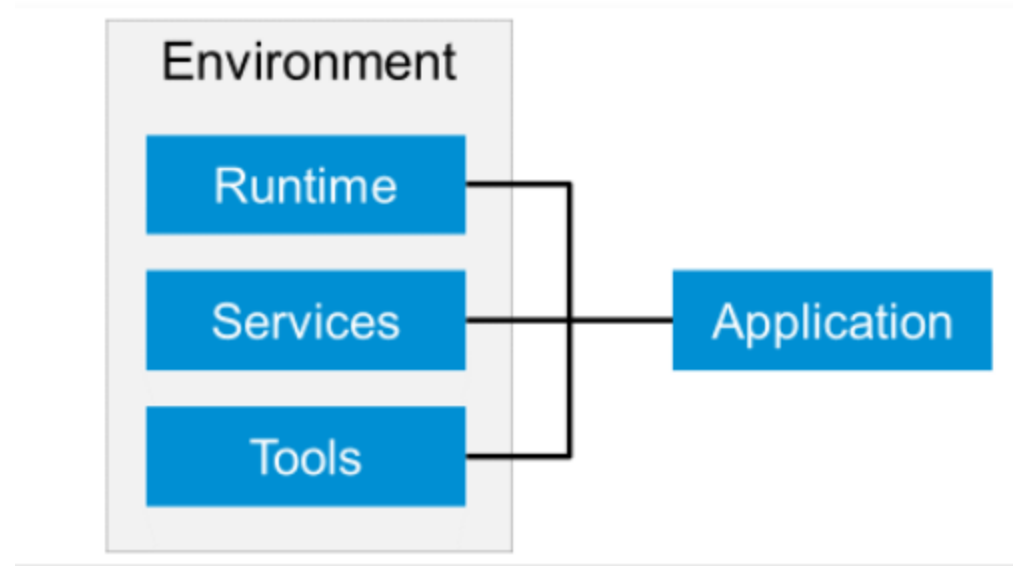 Environment
Runtime
Services
Tools
Application